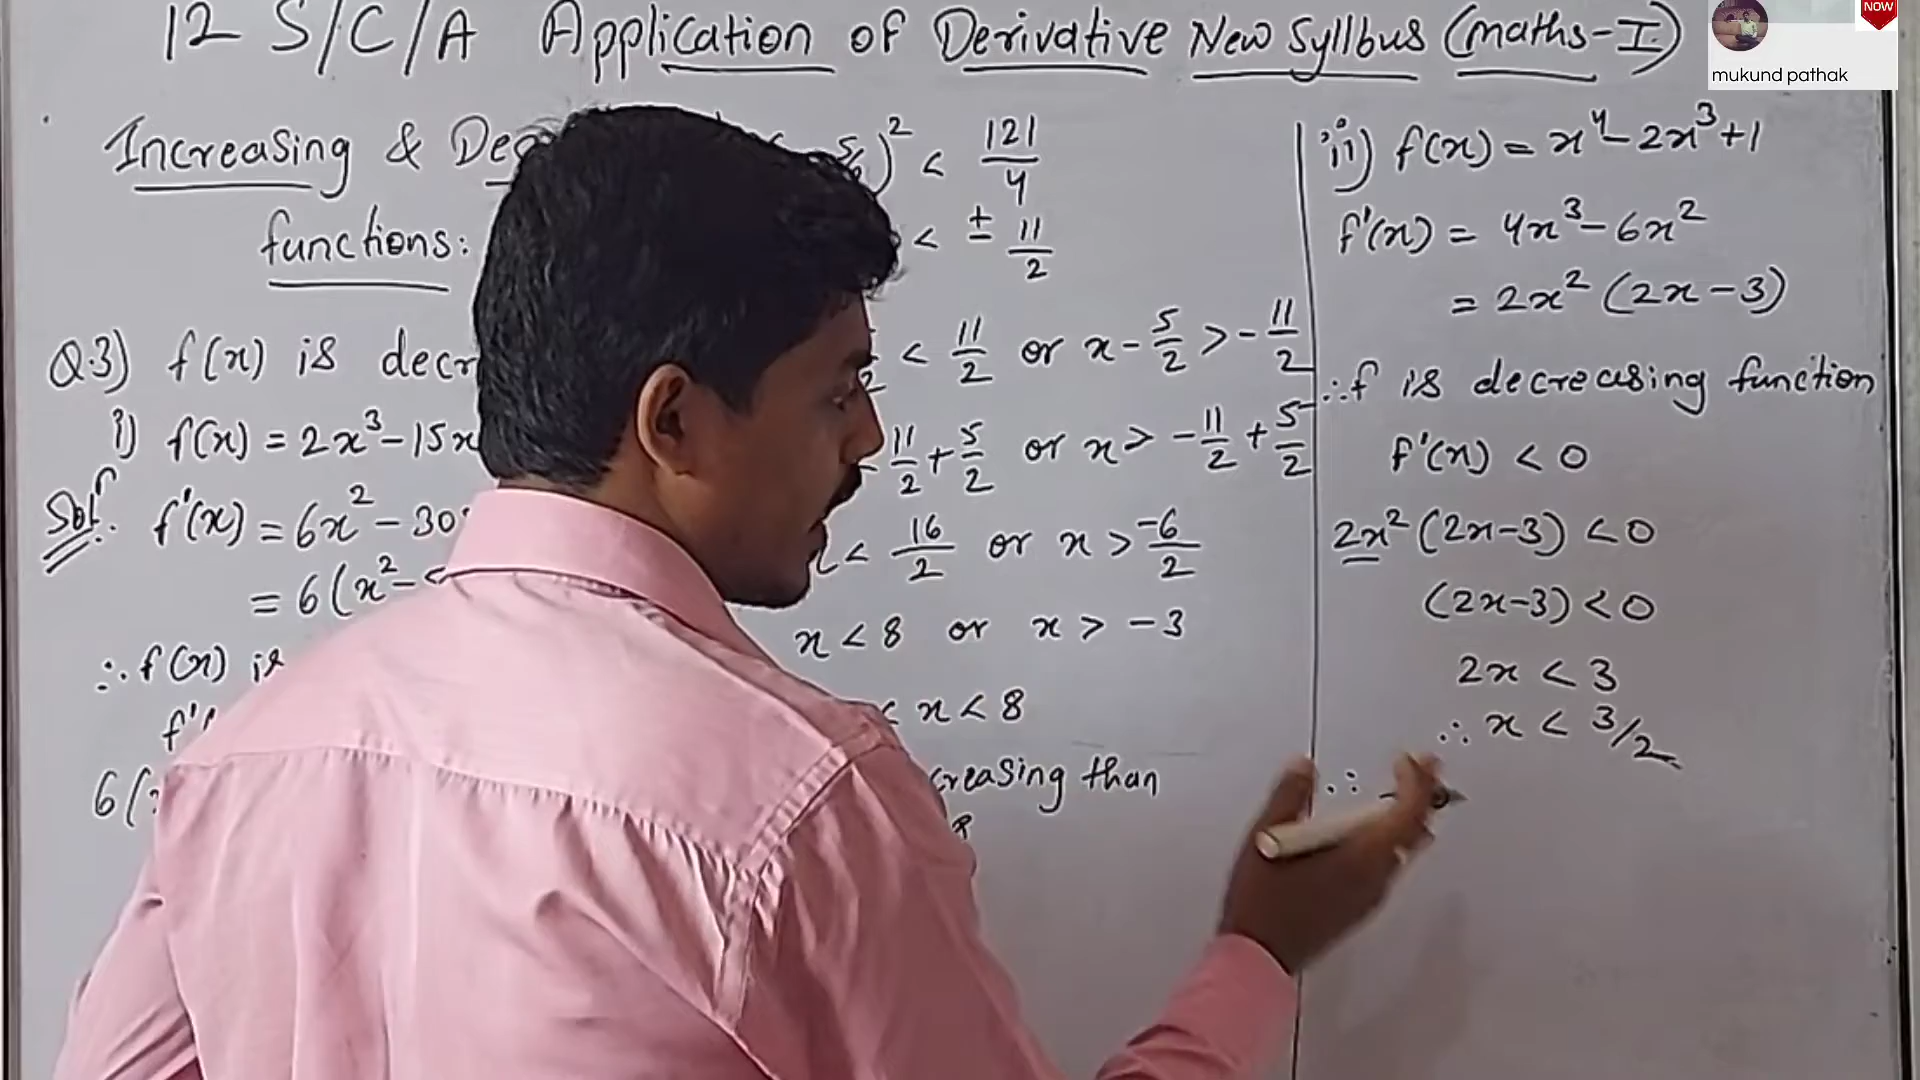 12 S/C/A Application of Derivative New Syllbus (maths-I)
NOW
mukund pathak
Increasing &
functions:
Q.3) f(x) is decr
i) f(x) = 2x³-15x
Solⁿ. f'(x) = 6x²-30
= 6(x²-
∴ f(x) is
6(
)² < 121/4
< ± 11/2
< 11/2 or x - 5/2 > - 11/2
11/2 + 5/2 or x > - 11/2 + 5/2
x < 16/2 or x > -6/2
x < 8 or x > -3
< x < 8
creasing than
8
ii) f(x) = x⁴-2x³+1
f'(x) = 4x³-6x²
= 2x² (2x-3)
∴ f is decreasing function
f'(x) < 0
2x² (2x-3) < 0
(2x-3) < 0
2x < 3
∴ x < 3/2
∴ -